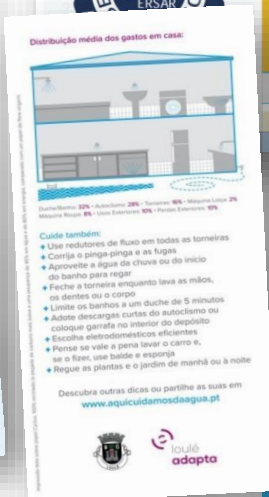 ERSAR
Distribuição média dos gastos em casa:
Duche/Banho: 32% • Autoclismo: 28% • Torneiras: 16% • Máquina Loiça: 2%
Máquina Roupa: 8% • Usos Exteriores: 10% • Perdas Exteriores: 10%
Cuide também:
Use redutores de fluxo em todas as torneiras
Corrija o pinga-pinga e as fugas
Aproveite a água da chuva ou do início
do banho para regar
Feche a torneira enquanto lava as mãos,
os dentes ou o corpo
Limite os banhos a um duche de 5 minutos
Adote descargas curtas do autoclismo ou
coloque garrafa no interior do depósito
Escolha eletrodomésticos eficientes
Pense se vale a pena lavar o carro e,
se o fizer, use balde e esponja
Regue as plantas e o jardim de manhã ou à noite
Descubra outras dicas ou partilhe as suas em
www.aquicuidamosdaagua.pt
loulé
adapta